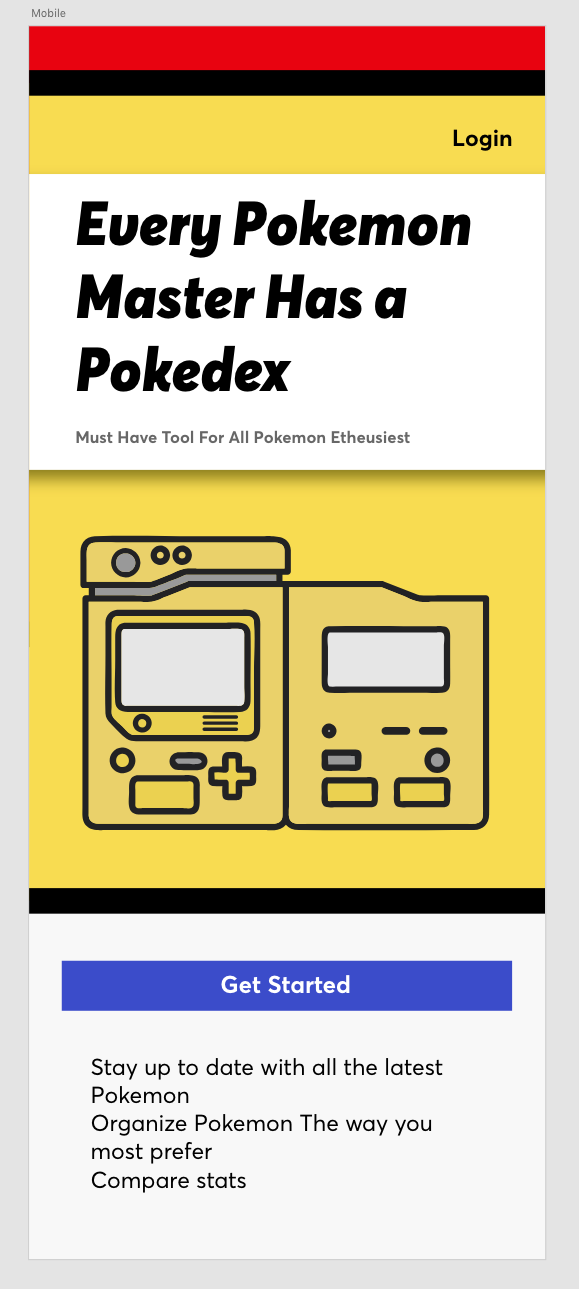 Mobile
Login
Every Pokemon
Master Has a
Pokedex
Must Have Tool For All Pokemon Etheusiest
Get Started
Stay up to date with all the latest
Pokemon
Organize Pokemon The way you
most prefer
Compare stats